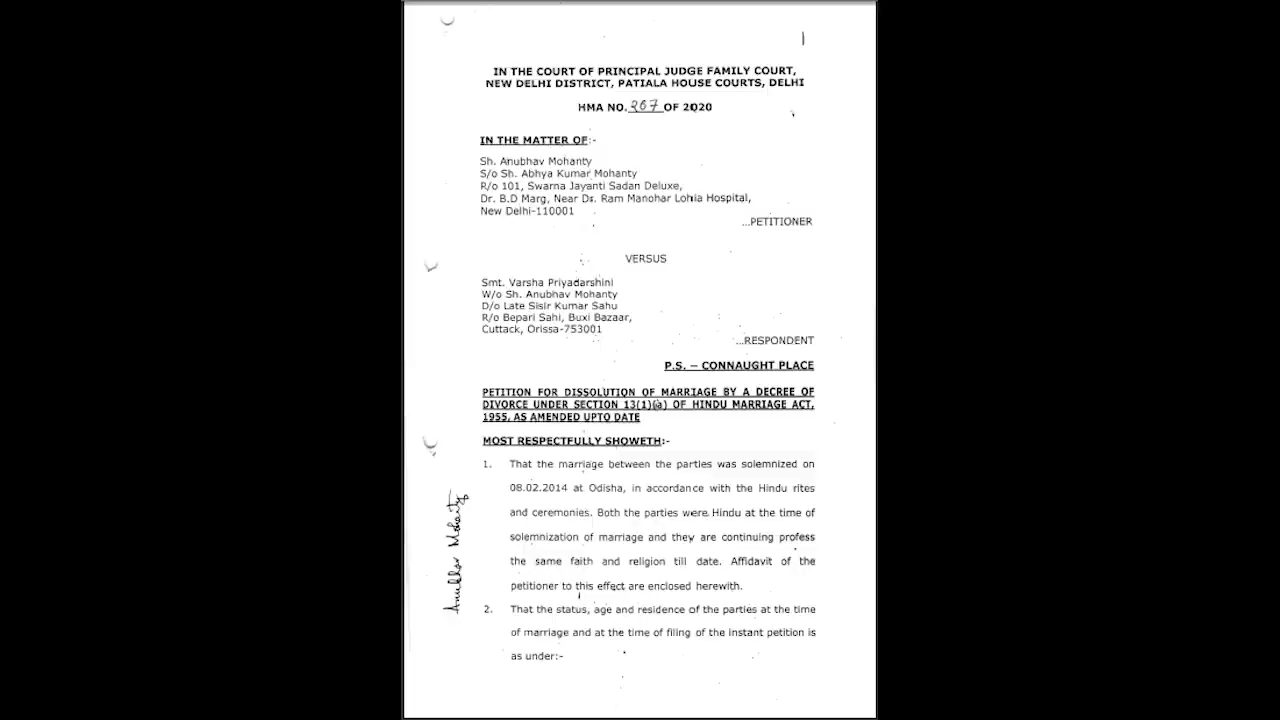 1
IN THE COURT OF PRINCIPAL JUDGE FAMILY COURT,
NEW DELHI DISTRICT, PATIALA HOUSE COURTS, DELHI
HMA NO. 267 OF 2020
IN THE MATTER OF:-
Sh. Anubhav Mohanty
S/o Sh. Abhya Kumar Mohanty
R/o 101, Swarna Jayanti Sadan Deluxe,
Dr. B.D Marg, Near Dr. Ram Manohar Lohia Hospital,
New Delhi-110001
...PETITIONER
VERSUS
Smt. Varsha Priyadarshini
W/o Sh. Anubhav Mohanty
D/o Late Sisir Kumar Sahu
R/o Bepari Sahi, Buxi Bazaar,
Cuttack, Orissa-753001
...RESPONDENT
P.S. – CONNAUGHT PLACE
PETITION FOR DISSOLUTION OF MARRIAGE BY A DECREE OF
DIVORCE UNDER SECTION 13(1)(ia) OF HINDU MARRIAGE ACT,
1955, AS AMENDED UPTO DATE
MOST RESPECTFULLY SHOWETH:-
1. That the marriage between the parties was solemnized on
08.02.2014 at Odisha, in accordance with the Hindu rites
and ceremonies. Both the parties were Hindu at the time of
solemnization of marriage and they are continuing profess
the same faith and religion till date. Affidavit of the
petitioner to this effect are enclosed herewith.
2. That the status, age and residence of the parties at the time
of marriage and at the time of filing of the instant petition is
as under:-
Anubhav Mohanty